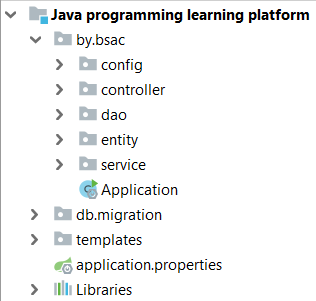 Java programming learning platform
by.bsac
config
controller
dao
entity
service
Application
db.migration
templates
application.properties
Libraries